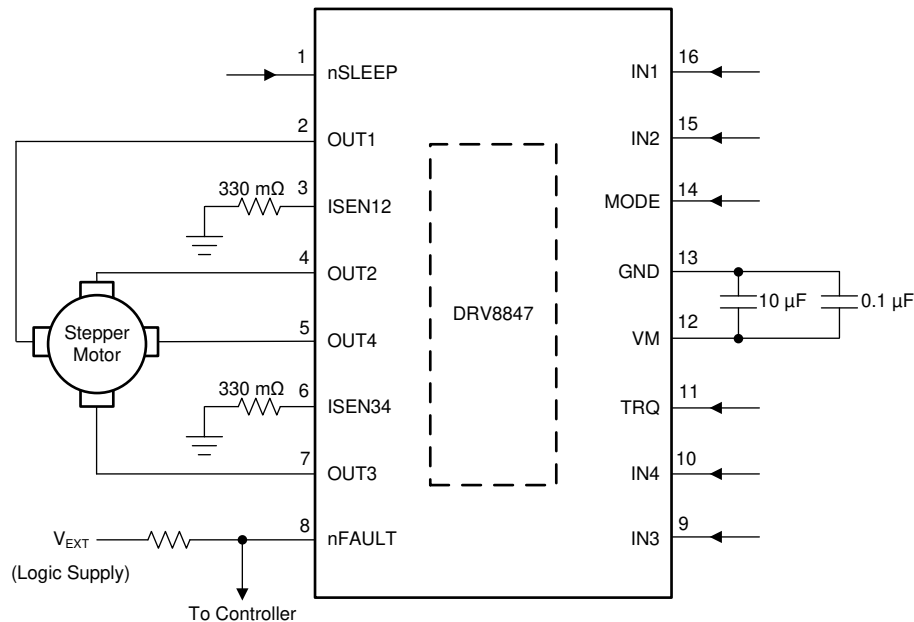 1
nSLEEP
2
OUT1
330 mΩ
3
ISEN12
4
OUT2
Stepper
Motor
5
OUT4
330 mΩ
6
ISEN34
7
OUT3
VEXT
(Logic Supply)
8
nFAULT
To Controller
DRV8847
16
IN1
15
IN2
14
MODE
13
GND
10 µF
0.1 µF
12
VM
11
TRQ
10
IN4
9
IN3